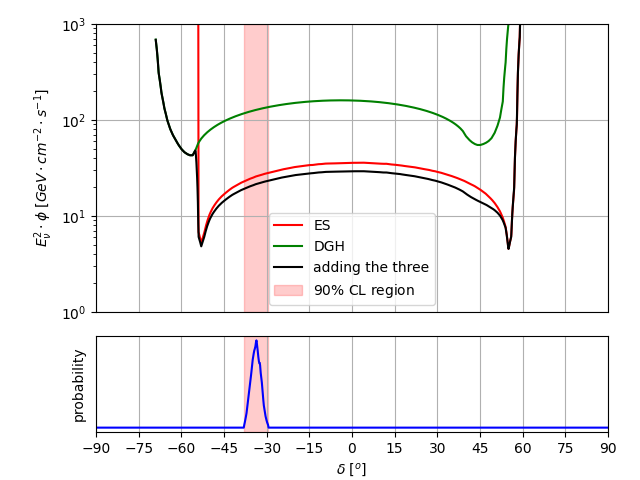 10³
10²
10¹
10⁰
E²_ν · ϕ [GeV · cm⁻² · s⁻¹]
ES
DGH
adding the three
90% CL region
probability
−90 −75 −60 −45 −30 −15 0 15 30 45 60 75 90
δ [°]